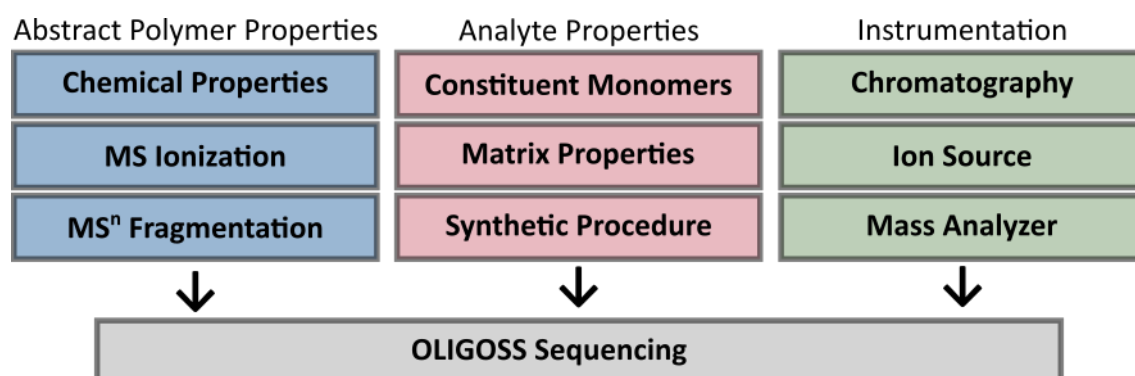 Abstract Polymer Properties
Chemical Properties
MS Ionization
MSⁿ Fragmentation
Analyte Properties
Constituent Monomers
Matrix Properties
Synthetic Procedure
Instrumentation
Chromatography
Ion Source
Mass Analyzer
OLIGOSS Sequencing